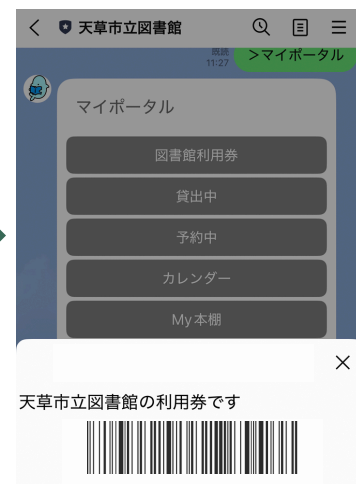 天草市立図書館
既読
11:27
>マイポータル
マイポータル
図書館利用券
貸出中
予約中
カレンダー
My本棚
天草市立図書館の利用券です